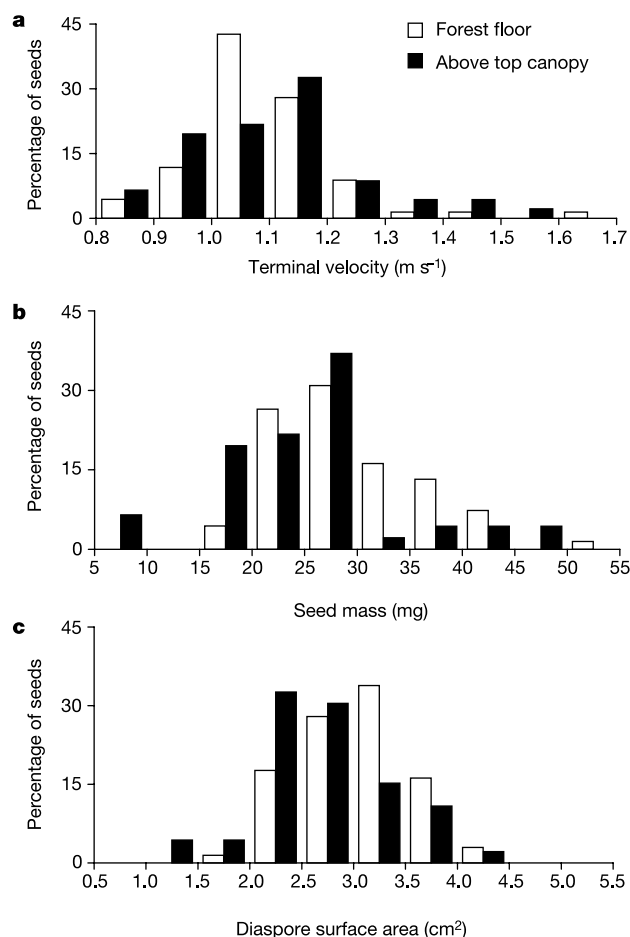 a
Forest floor
Above top canopy
Percentage of seeds
45
30
15
0
0.8 0.9 1.0 1.1 1.2 1.3 1.4 1.5 1.6 1.7
Terminal velocity (m s⁻¹)
b
Percentage of seeds
45
30
15
0
5 10 15 20 25 30 35 40 45 50 55
Seed mass (mg)
c
Percentage of seeds
45
30
15
0
0.5 1.0 1.5 2.0 2.5 3.0 3.5 4.0 4.5 5.0 5.5
Diaspore surface area (cm²)